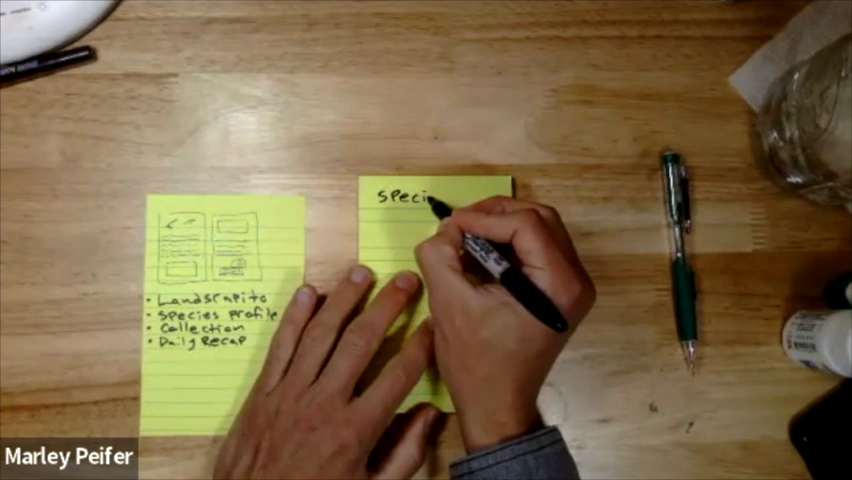 Speci
• Landscapito
• Species Profile
• Collection
• Daily Recap
Marley Peifer